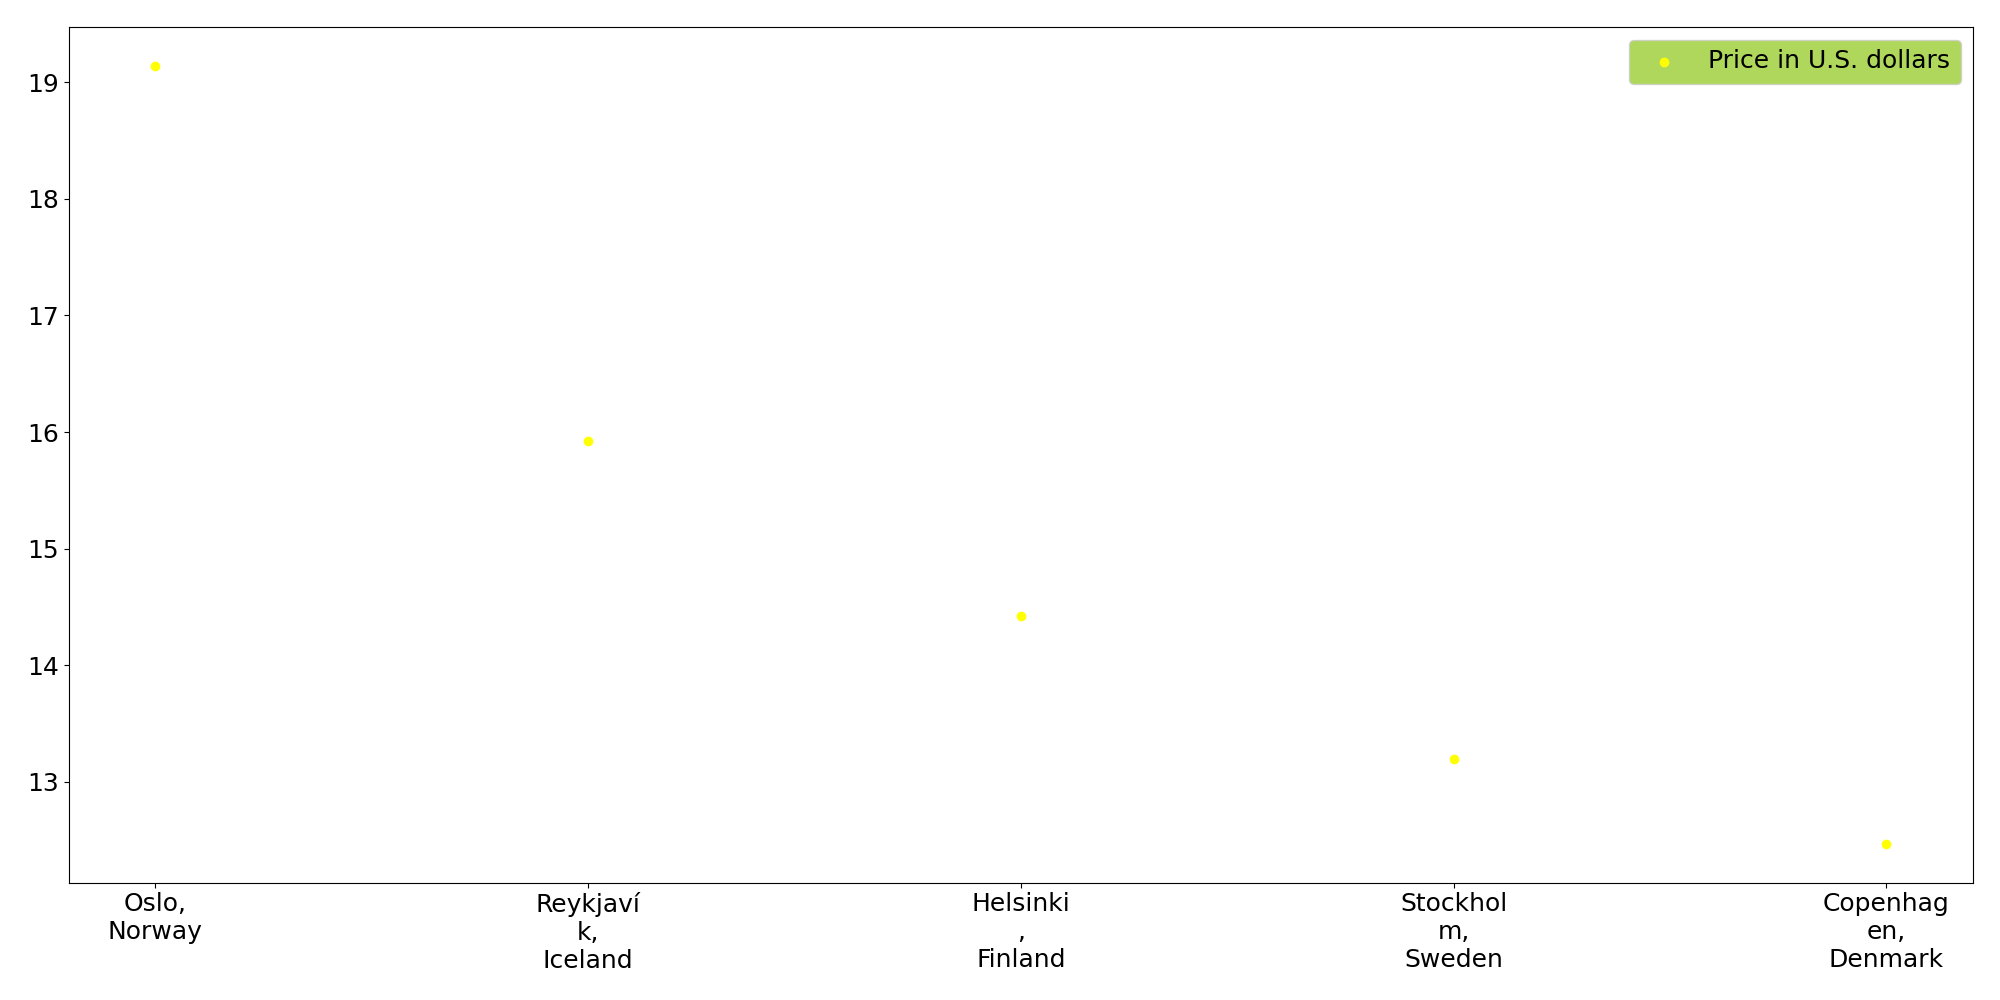 Price in U.S. dollars
19
18
17
16
15
14
13
Oslo,
Norway
Reykjaví
k,
Iceland
Helsinki
,
Finland
Stockhol
m,
Sweden
Copenhag
en,
Denmark